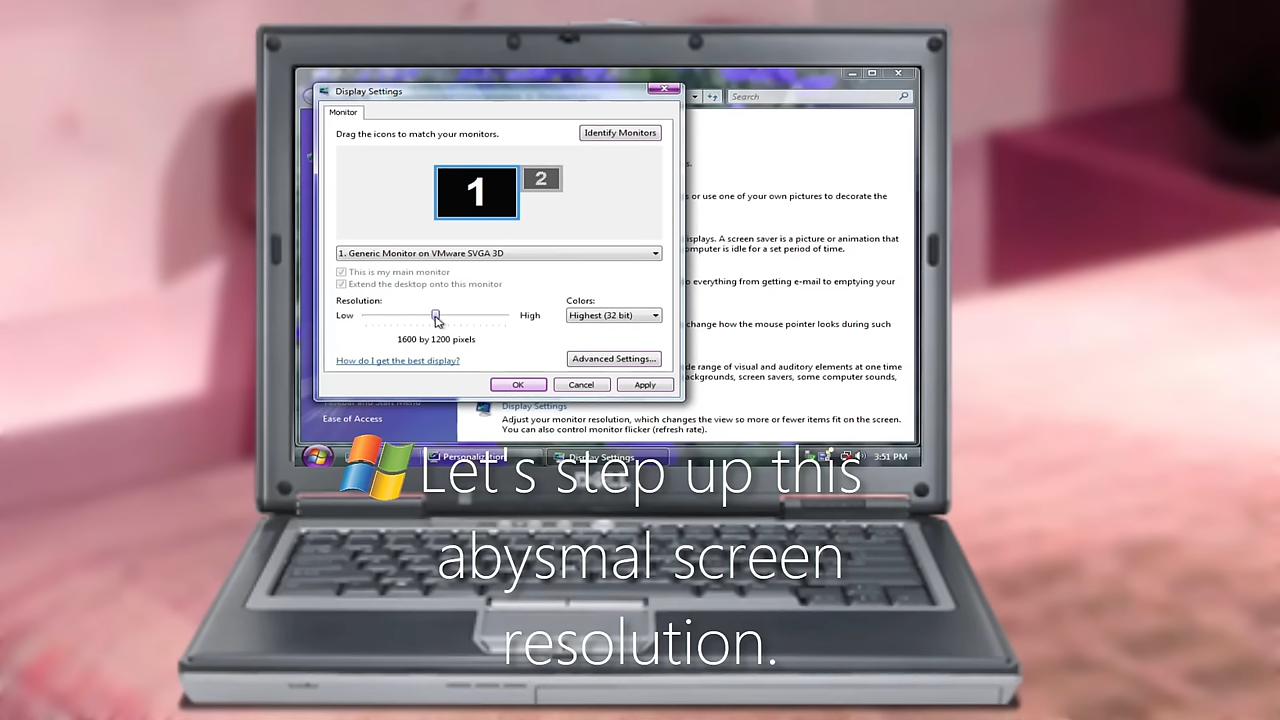 Display Settings
Search
Monitor
Drag the icons to match your monitors.
Identify Monitors
1
2
s.
s or use one of your own pictures to decorate the
isplays. A screen saver is a picture or animation that
mputer is idle for a set period of time.
1. Generic Monitor on VMware SVGA 3D
This is my main monitor
Extend the desktop onto this monitor
o everything from getting e-mail to emptying your
Resolution:
Colors:
Low
High
Highest (32 bit)
change how the mouse pointer looks during such
1600 by 1200 pixels
How do I get the best display?
Advanced Settings...
de range of visual and auditory elements at one time
ackgrounds, screen savers, some computer sounds,
OK
Cancel
Apply
Taskbar and Start Menu
Ease of Access
Display Settings
Adjust your monitor resolution, which changes the view so more or fewer items fit on the screen.
You can also control monitor flicker (refresh rate).
Personalization
Display Settings
3:51 PM
Let's step up this
abysmal screen
resolution.